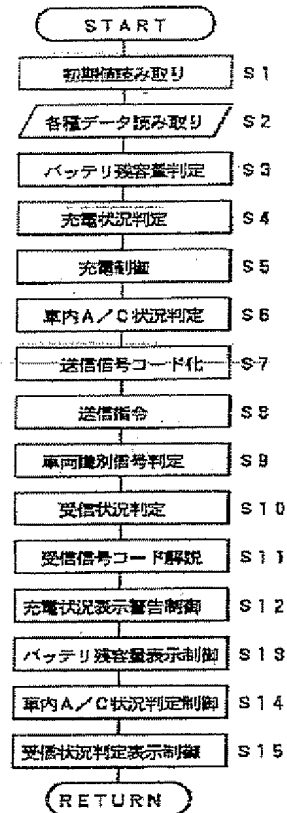 START
初期値読み取り S1
各種データ読み取り S2
バッテリ残容量判定 S3
充電状況判定 S4
充電制御 S5
車内A/C状況判定 S6
送信信号コード化 S7
送信指令 S8
車両識別信号判定 S9
受信状況判定 S10
受信信号コード解説 S11
充電状況表示警告制御 S12
バッテリ残容量表示制御 S13
車内A/C状況判定制御 S14
受信状況判定表示制御 S15
RETURN